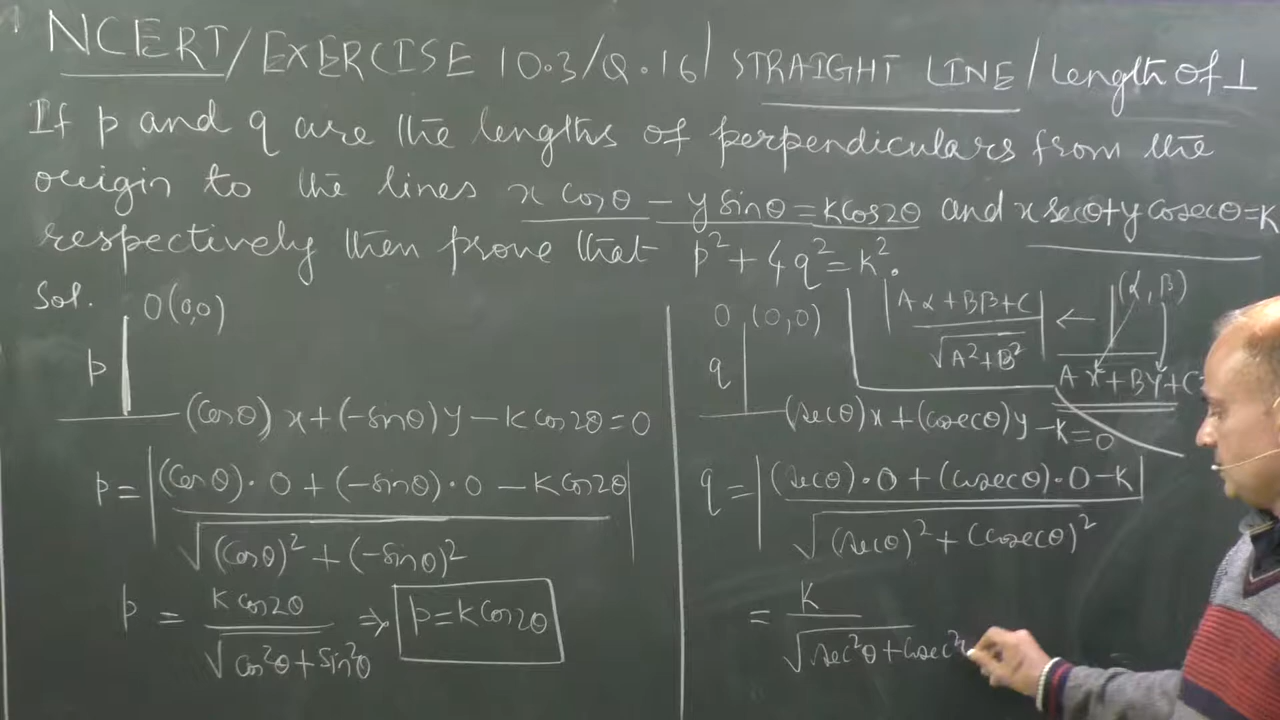 NCERT/EXERCISE 10.3/Q.16/ STRAIGHT LINE/Length of ⊥
If p and q are the lengths of perpendiculars from the
origin to the lines x cosθ – y sinθ = K cos2θ and x secθ + y cosecθ = K
respectively then prove that p² + 4q² = K².
Sol. O(0,0)
p
(cosθ)x + (-sinθ)y – K cos2θ = 0
p = |(cosθ)·0 + (-sinθ)·0 – K cos2θ|
√(cosθ)² + (-sinθ)²
p = K cos2θ
√cos²θ + sin²θ
⇒ p = K cos2θ
O (0,0)
q
|Aα + Bβ + C| ← (α, β)
√A² + B²
Ax + By + C
(secθ)x + (cosecθ)y – K = 0
q = |(secθ)·0 + (cosecθ)·0 – K|
√(secθ)² + (cosecθ)²
= K
√sec²θ + cosec²